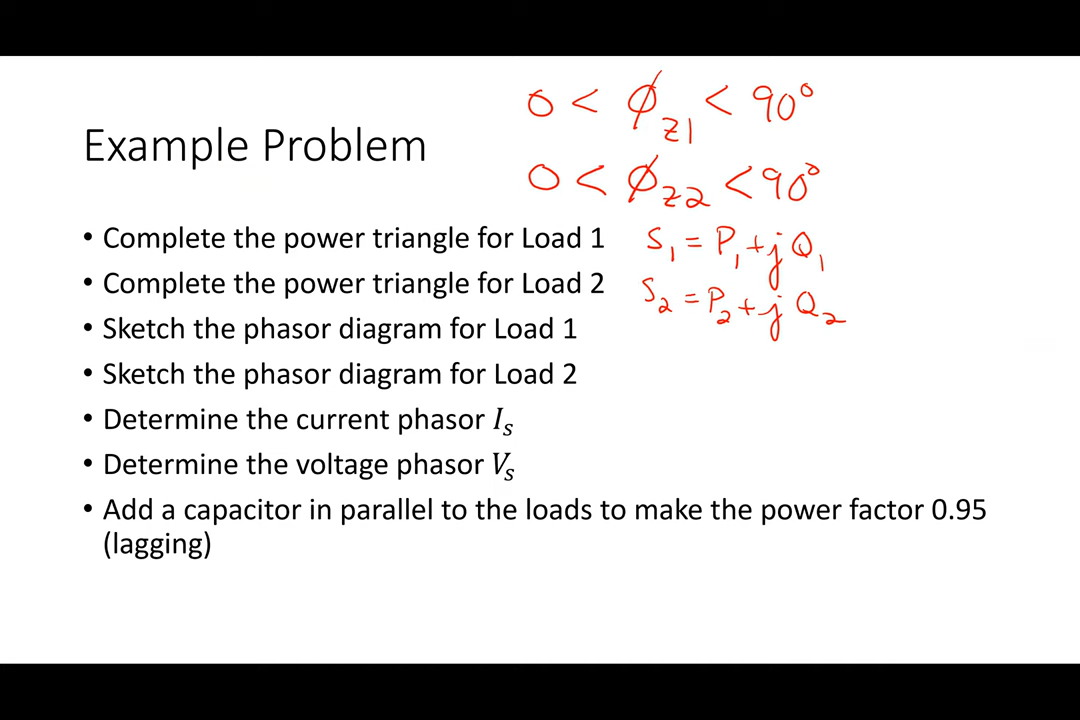 0 < ϕz1 < 90°
Example Problem
0 < ϕz2 < 90°
• Complete the power triangle for Load 1
S₁ = P₁ + jQ₁
• Complete the power triangle for Load 2
S₂ = P₂ + jQ₂
• Sketch the phasor diagram for Load 1
• Sketch the phasor diagram for Load 2
• Determine the current phasor Iₛ
• Determine the voltage phasor Vₛ
• Add a capacitor in parallel to the loads to make the power factor 0.95
(lagging)